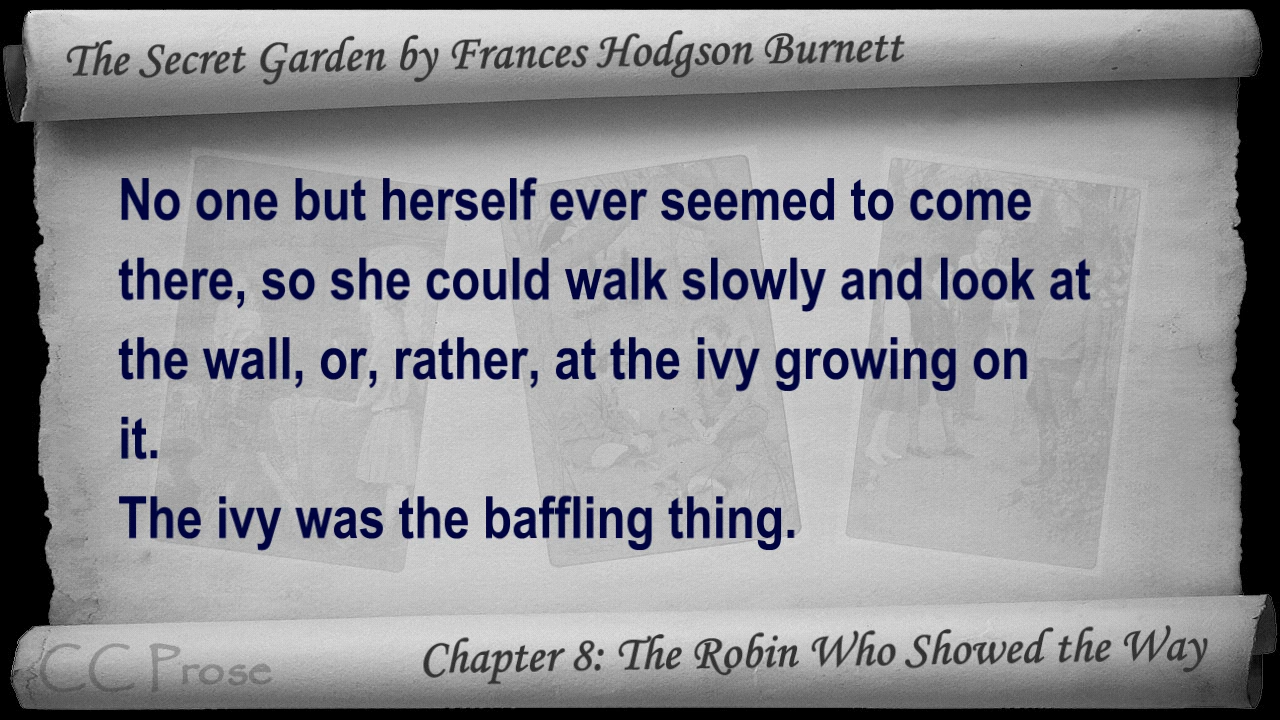 The Secret Garden by Frances Hodgson Burnett
No one but herself ever seemed to come
there, so she could walk slowly and look at
the wall, or, rather, at the ivy growing on
it.
The ivy was the baffling thing.
CC Prose
Chapter 8: The Robin Who Showed the Way